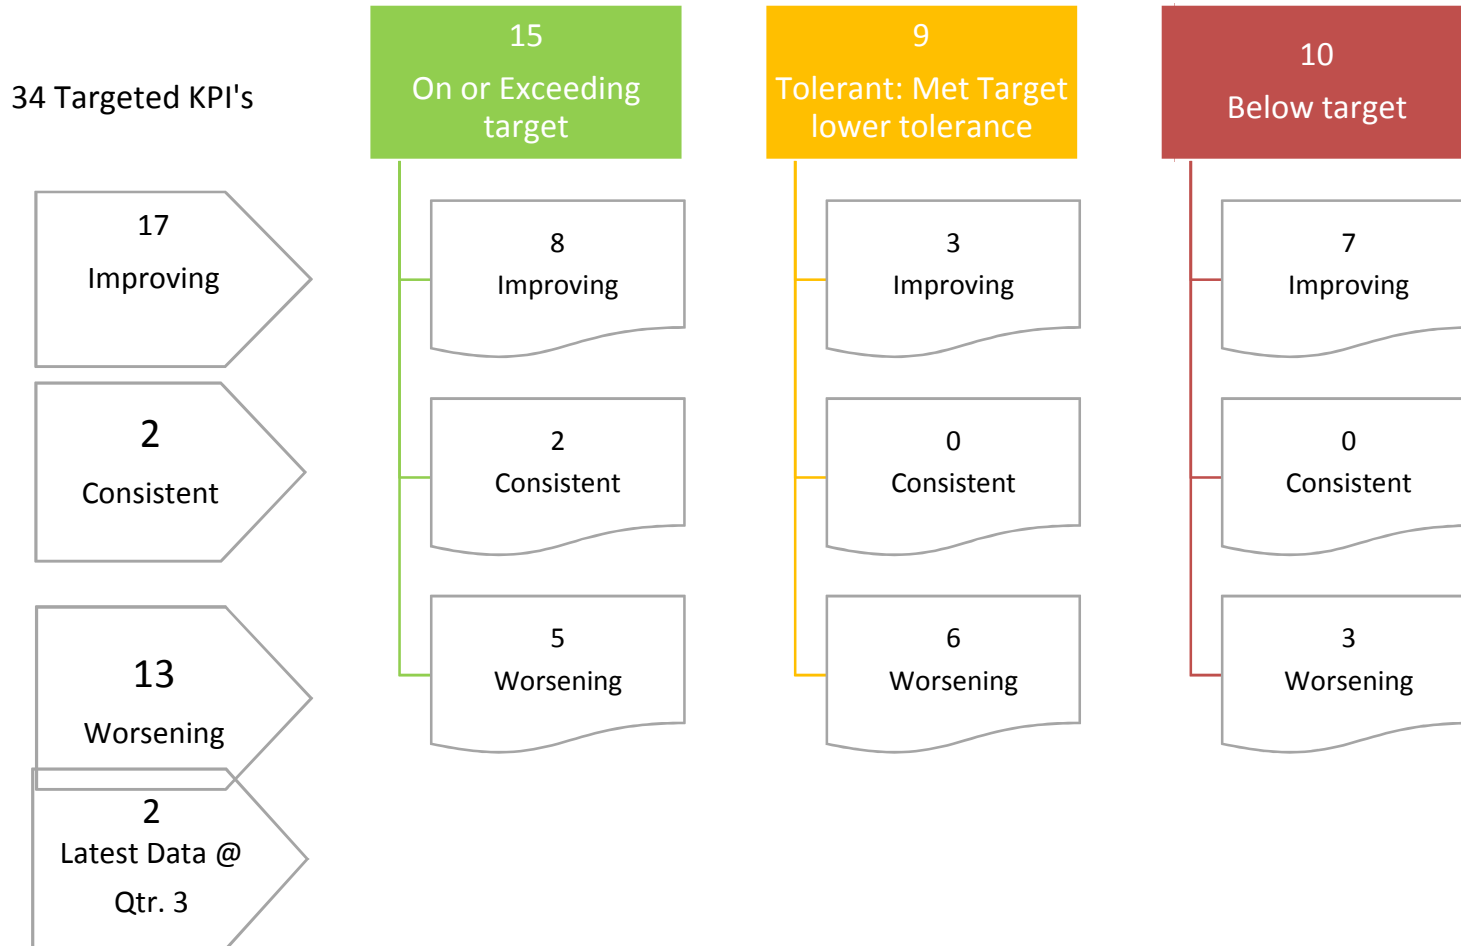 34 Targeted KPI's
15
On or Exceeding
target
9
Tolerant: Met Target
lower tolerance
10
Below target
17
Improving
8
Improving
3
Improving
7
Improving
2
Consistent
2
Consistent
0
Consistent
0
Consistent
13
Worsening
5
Worsening
6
Worsening
3
Worsening
2
Latest Data @
Qtr. 3